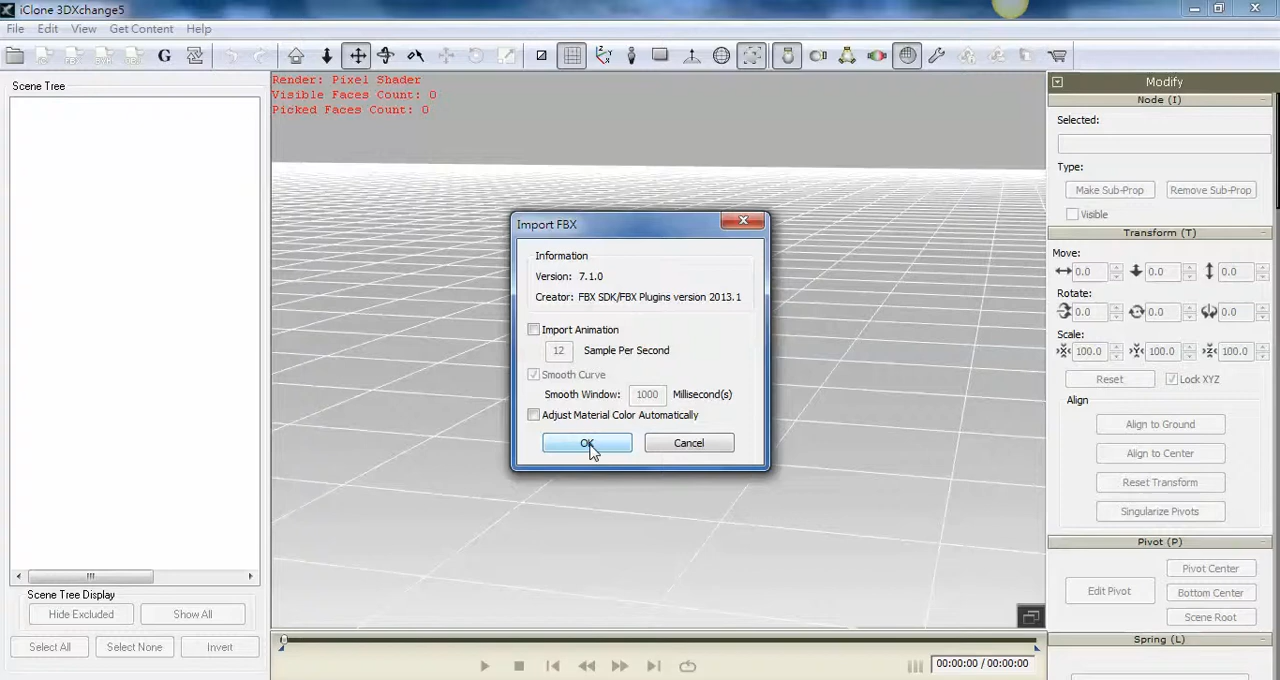 iClone 3DXchange5
File Edit View Get Content Help
G
Scene Tree
Render: Pixel Shader
Visible Faces Count: 0
Picked Faces Count: 0
Import FBX
Information
Version: 7.1.0
Creator: FBX SDK/FBX Plugins version 2013.1
Import Animation
12 Sample Per Second
Smooth Curve
Smooth Window: 1000 Millisecond(s)
Adjust Material Color Automatically
OK Cancel
Modify
Node (I)
Selected:
Type:
Make Sub-Prop Remove Sub-Prop
Visible
Transform (T)
Move:
0.0 0.0 0.0
Rotate:
0.0 0.0 0.0
Scale:
X 100.0 Y 100.0 Z 100.0
Reset Lock XYZ
Align
Align to Ground
Align to Center
Reset Transform
Singularize Pivots
Pivot (P)
Edit Pivot
Pivot Center
Bottom Center
Scene Root
Spring (L)
Scene Tree Display
Hide Excluded Show All
Select All Select None Invert
00:00:00 / 00:00:00